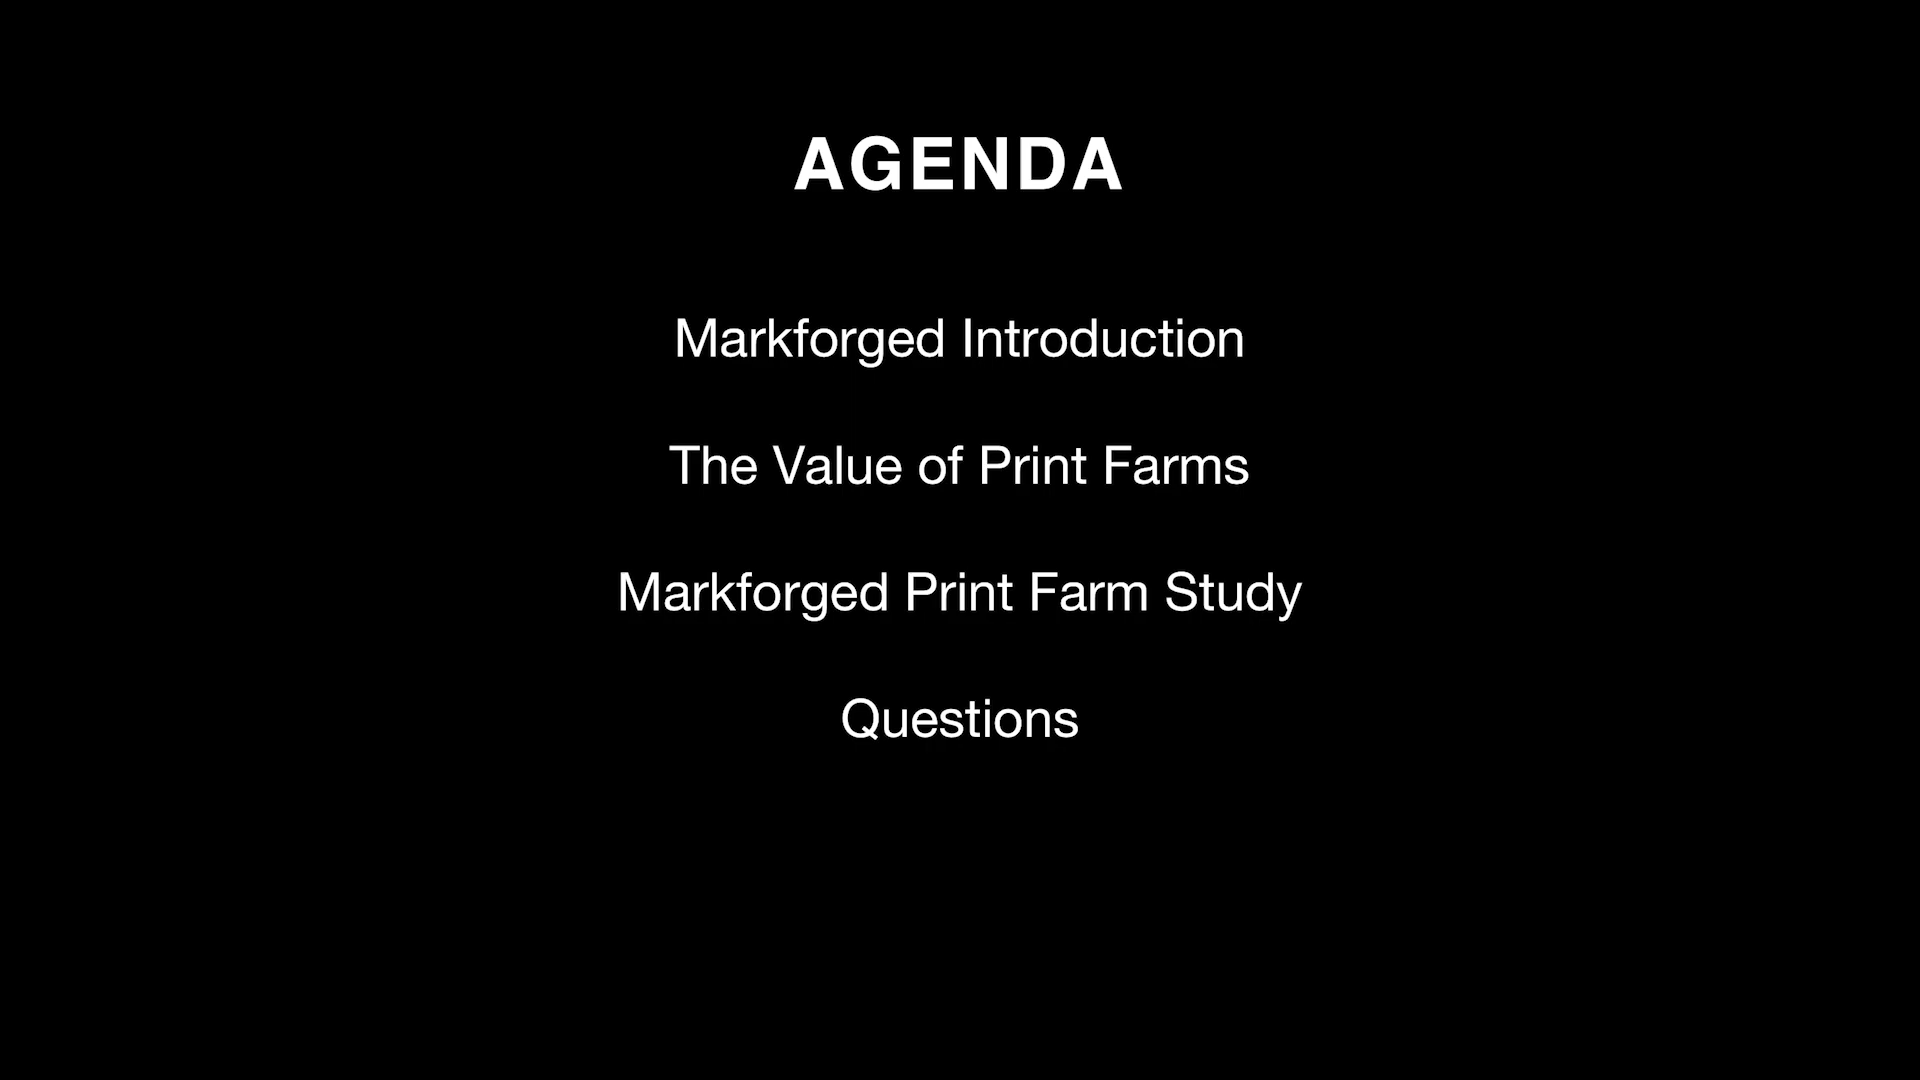 AGENDA
Markforged Introduction
The Value of Print Farms
Markforged Print Farm Study
Questions